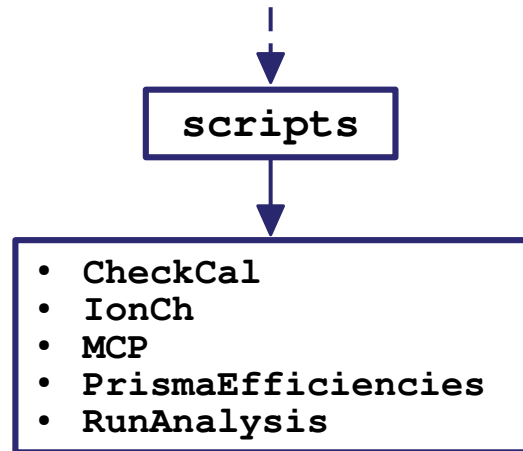 scripts
• CheckCal
• IonCh
• MCP
• PrismaEfficiencies
• RunAnalysis